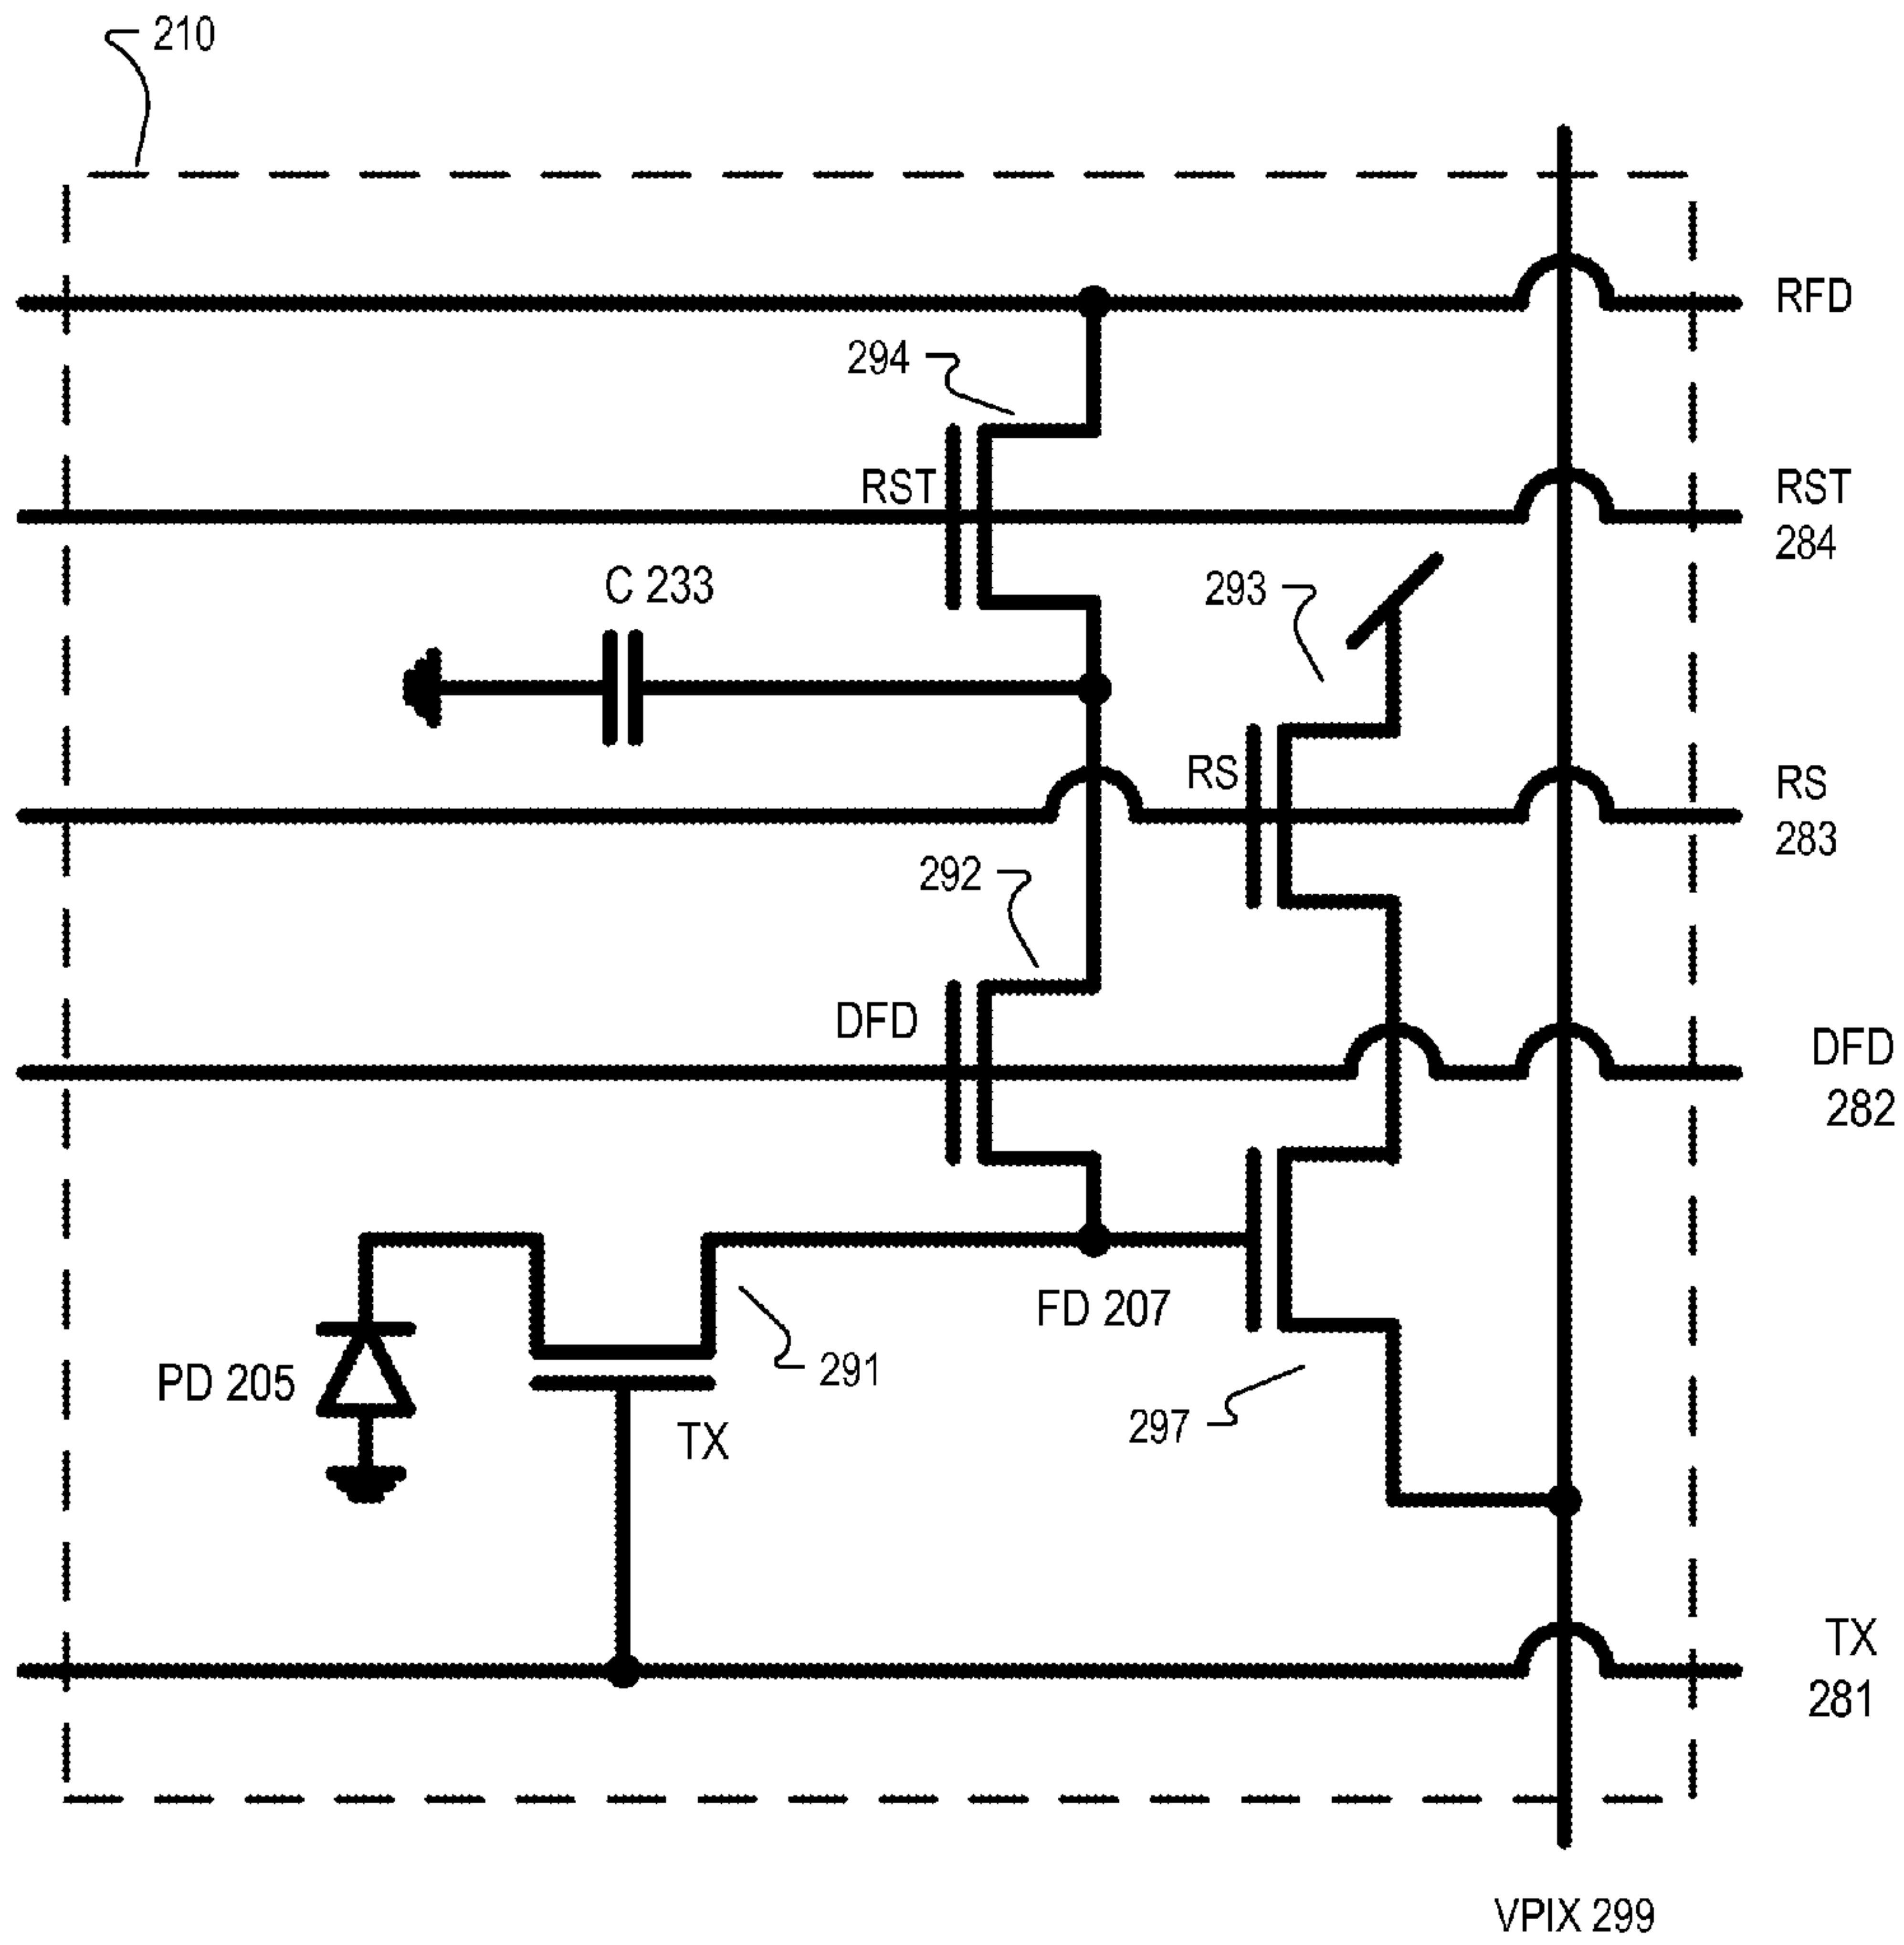 210
RFD
294
RST
RST
284
C 233
293
RS
RS
283
292
DFD
DFD
282
FD 207
PD 205
291
297
TX
TX
281
VPIX 299